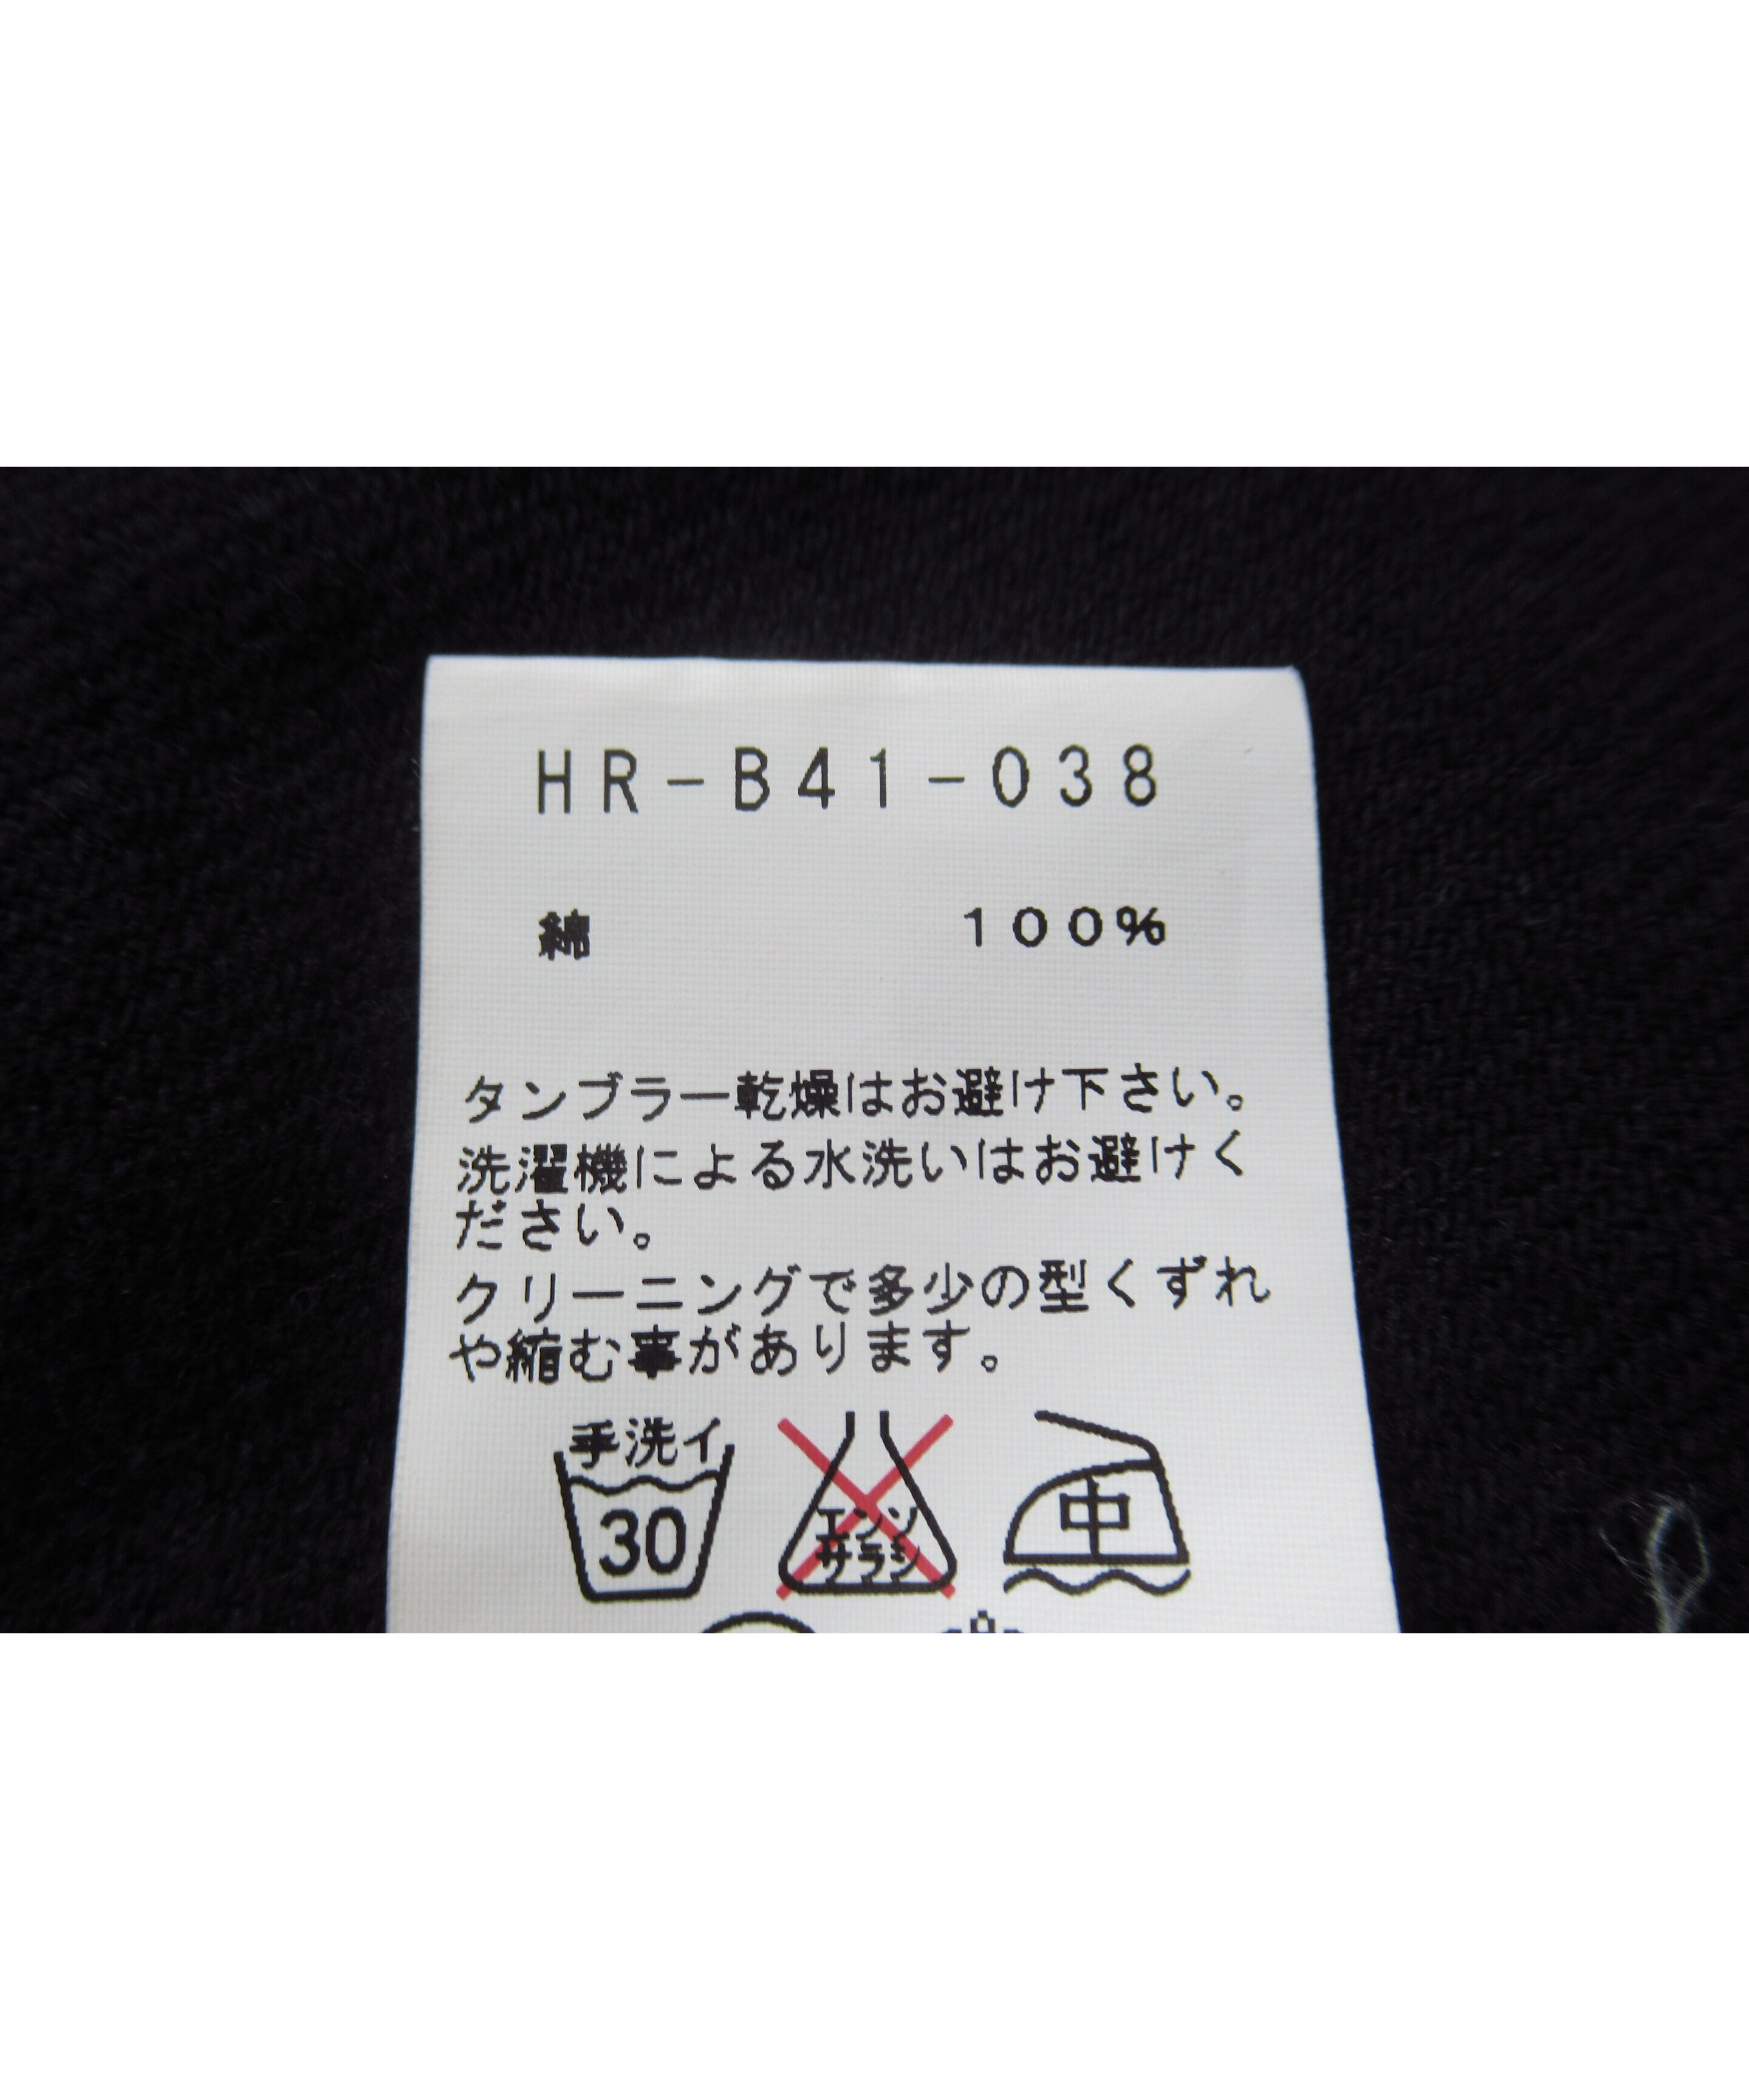 HR-B41-038
綿 100%
タンブラー乾燥はお避け下さい。
洗濯機による水洗いはお避けく
ださい。
クリーニングで多少の型くずれ
や縮む事があります。
手洗イ
30
エンソ
サラシ
中